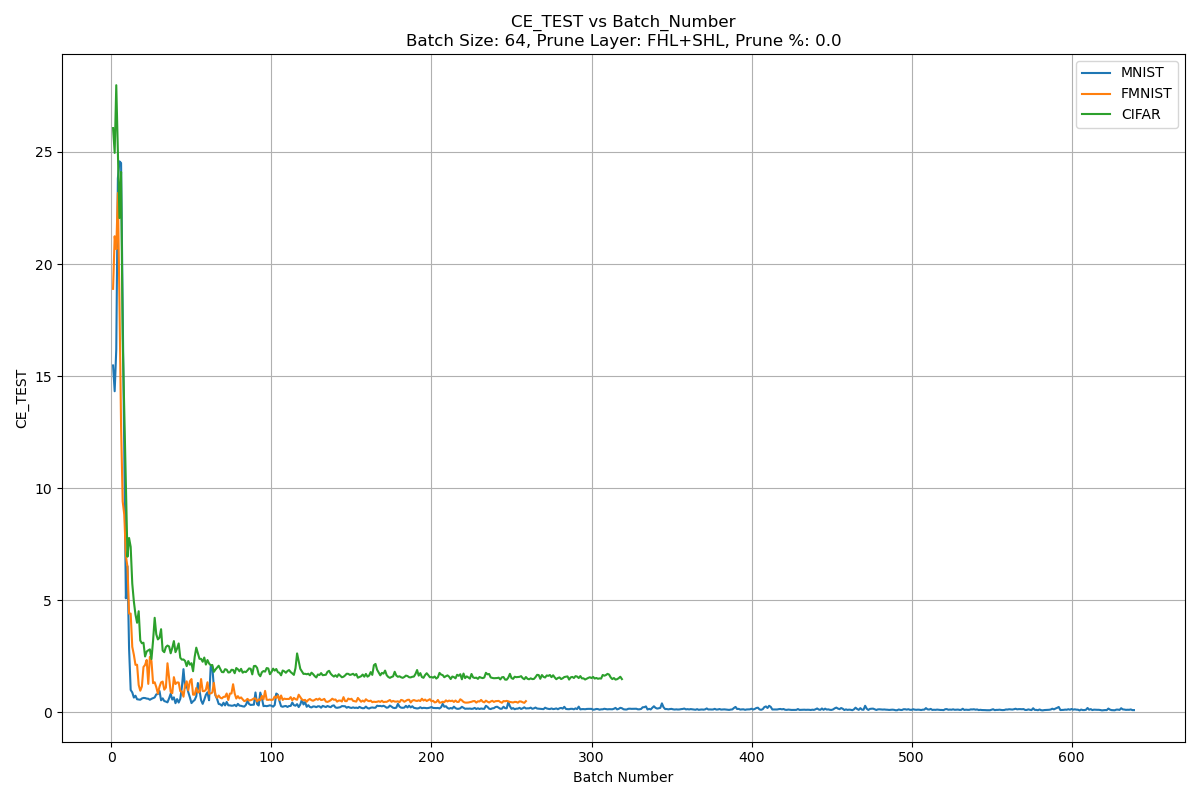 CE_TEST vs Batch_Number
Batch Size: 64, Prune Layer: FHL+SHL, Prune %: 0.0
MNIST
FMNIST
CIFAR
25
20
15
10
5
0
CE_TEST
0 100 200 300 400 500 600
Batch Number